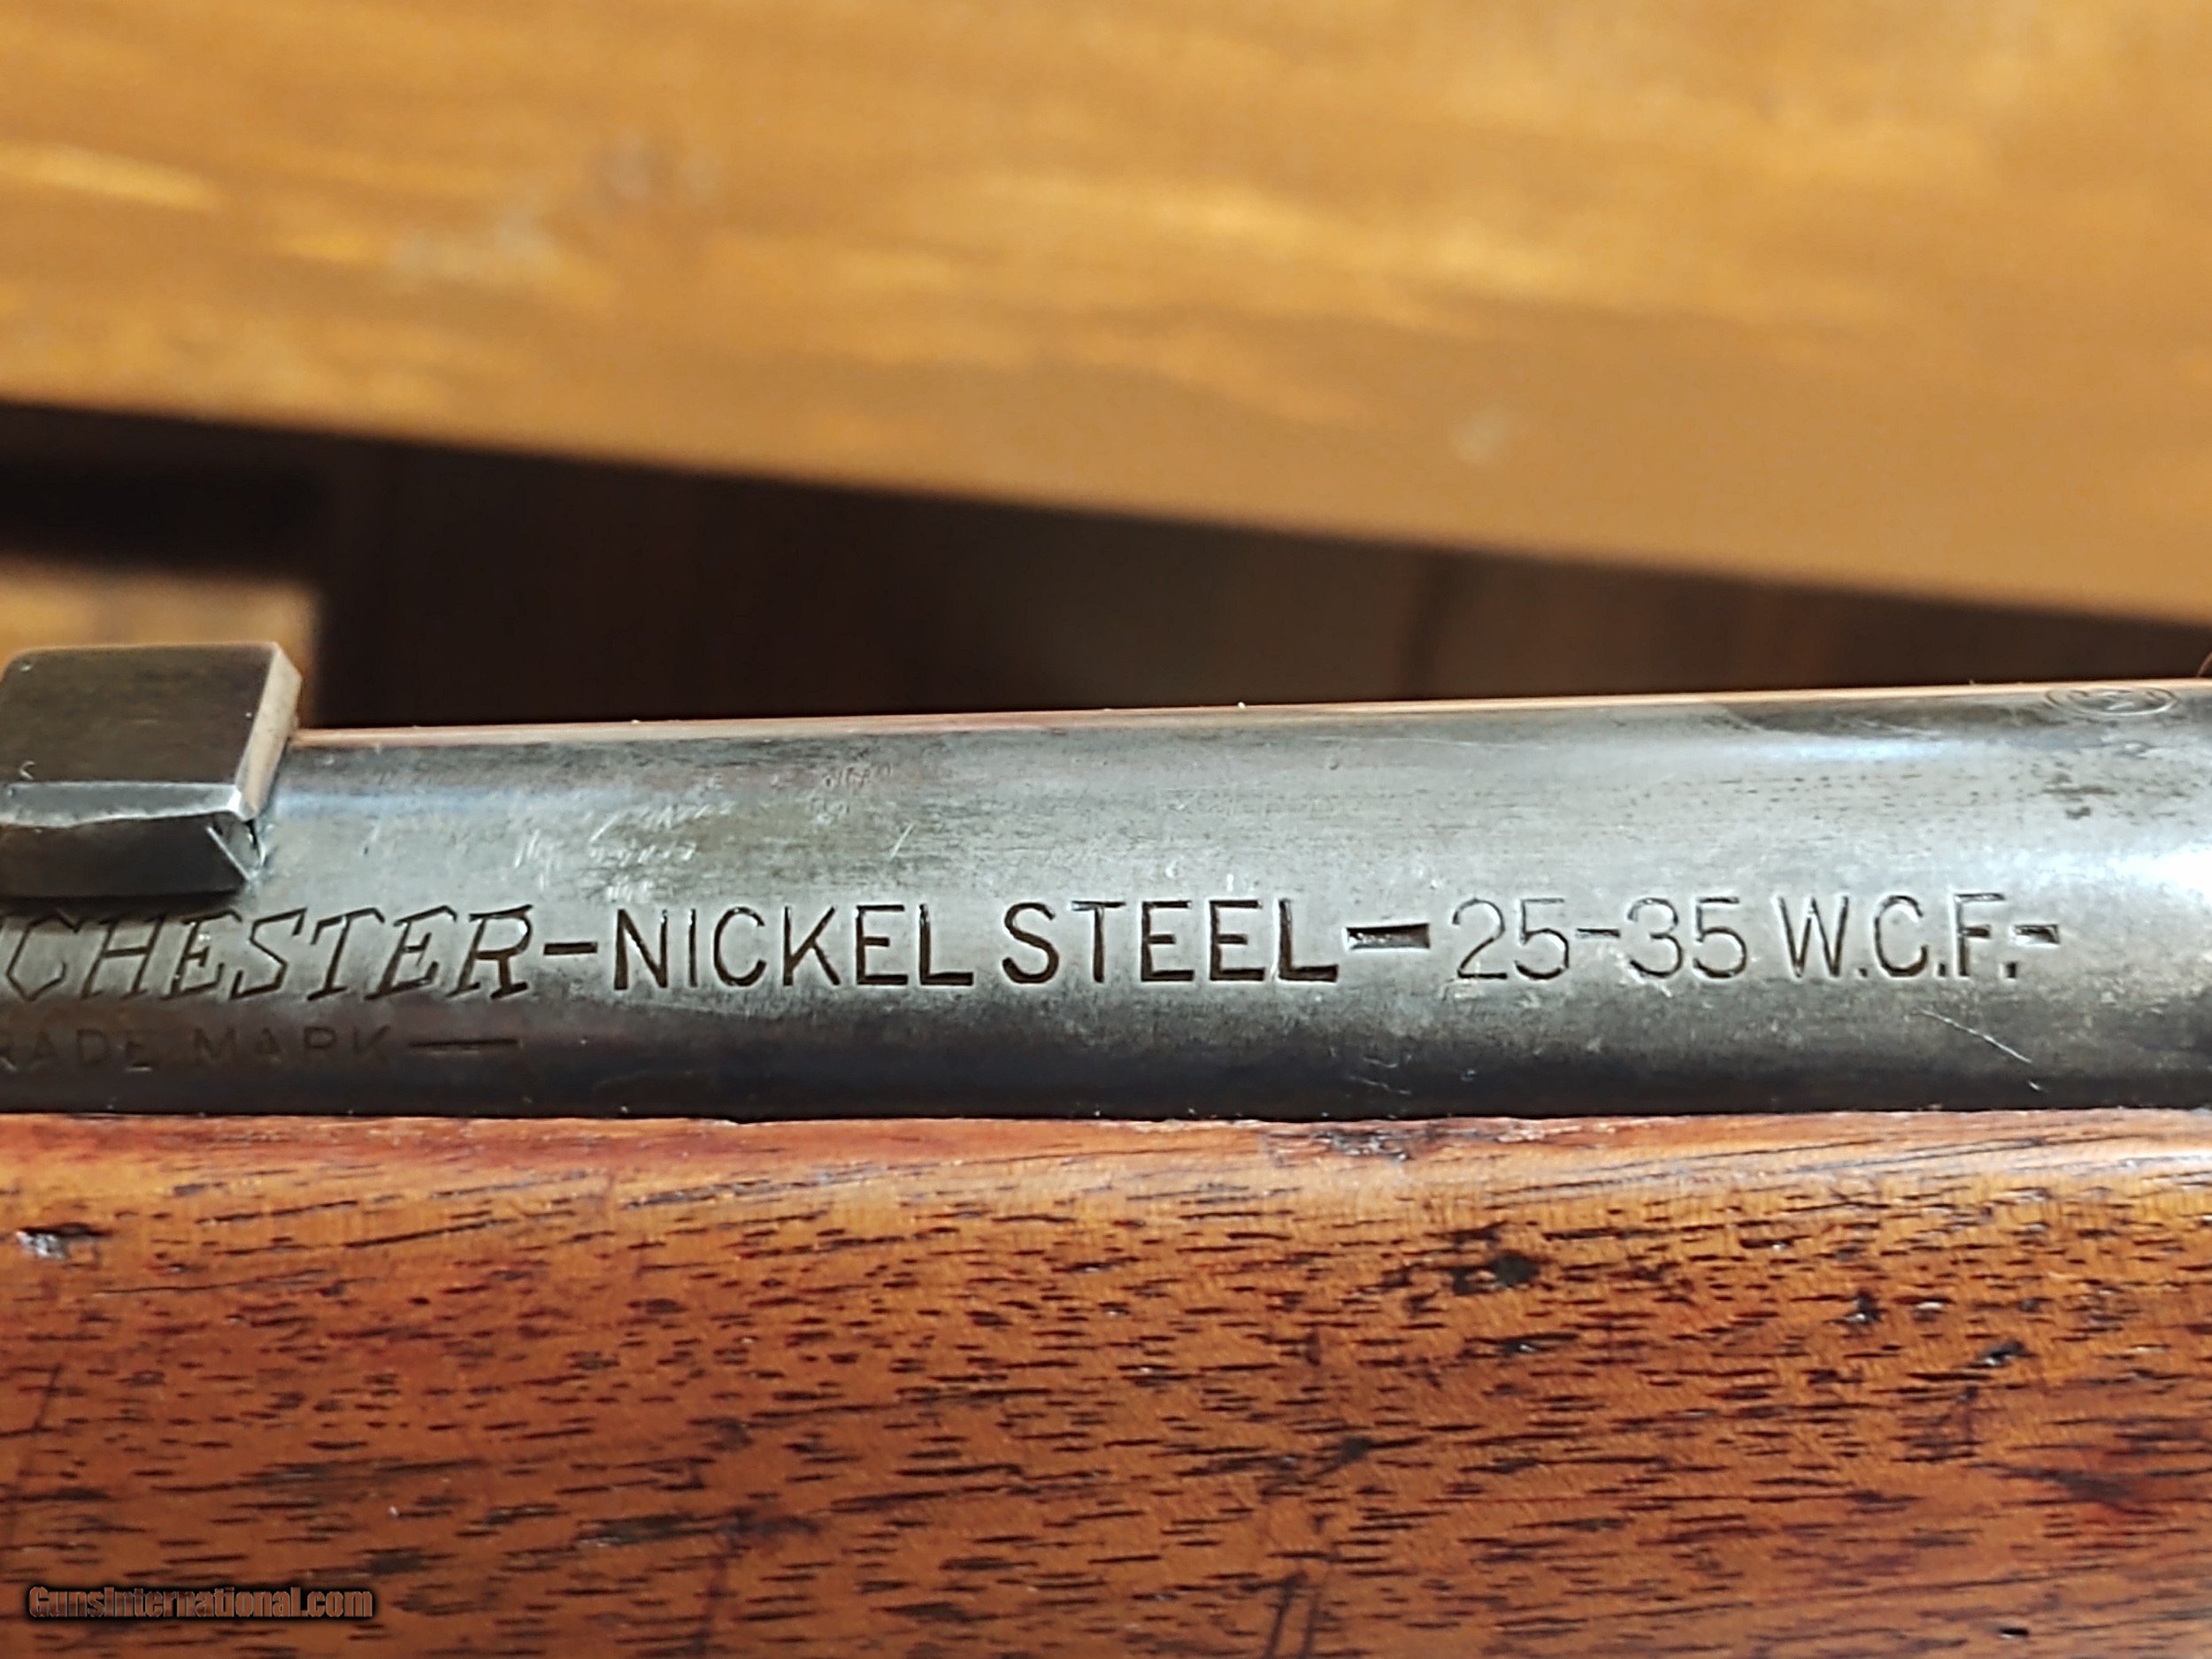 CHESTER-NICKEL STEEL-25-35 W.C.F.-
RADE MARK-
GunsInternational.com